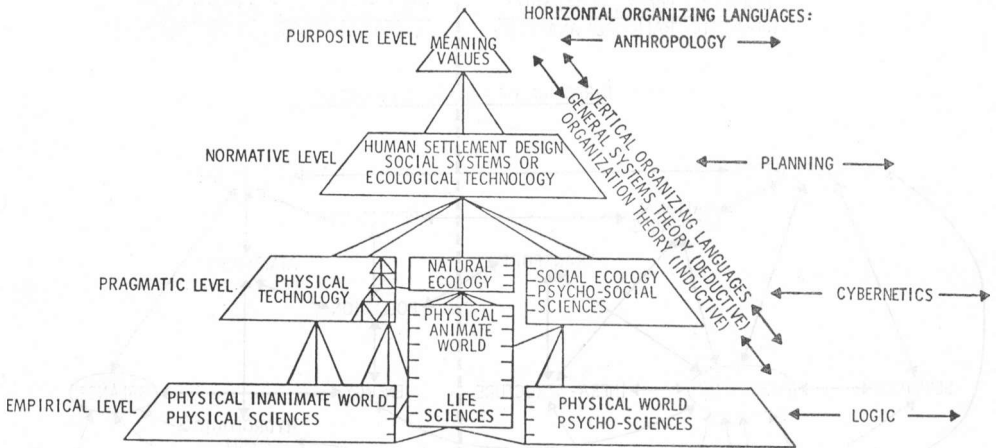 HORIZONTAL ORGANIZING LANGUAGES:
PURPOSIVE LEVEL
MEANING
VALUES
ANTHROPOLOGY
VERTICAL ORGANIZING LANGUAGES
GENERAL SYSTEMS THEORY (DEDUCTIVE)
ORGANIZATION THEORY (INDUCTIVE)
NORMATIVE LEVEL
HUMAN SETTLEMENT DESIGN
SOCIAL SYSTEMS OR
ECOLOGICAL TECHNOLOGY
PLANNING
PRAGMATIC LEVEL
PHYSICAL
TECHNOLOGY
NATURAL
ECOLOGY
SOCIAL ECOLOGY
PSYCHO-SOCIAL
SCIENCES
CYBERNETICS
PHYSICAL
ANIMATE
WORLD
LIFE
SCIENCES
EMPIRICAL LEVEL
PHYSICAL INANIMATE WORLD
PHYSICAL SCIENCES
PHYSICAL WORLD
PSYCHO-SCIENCES
LOGIC